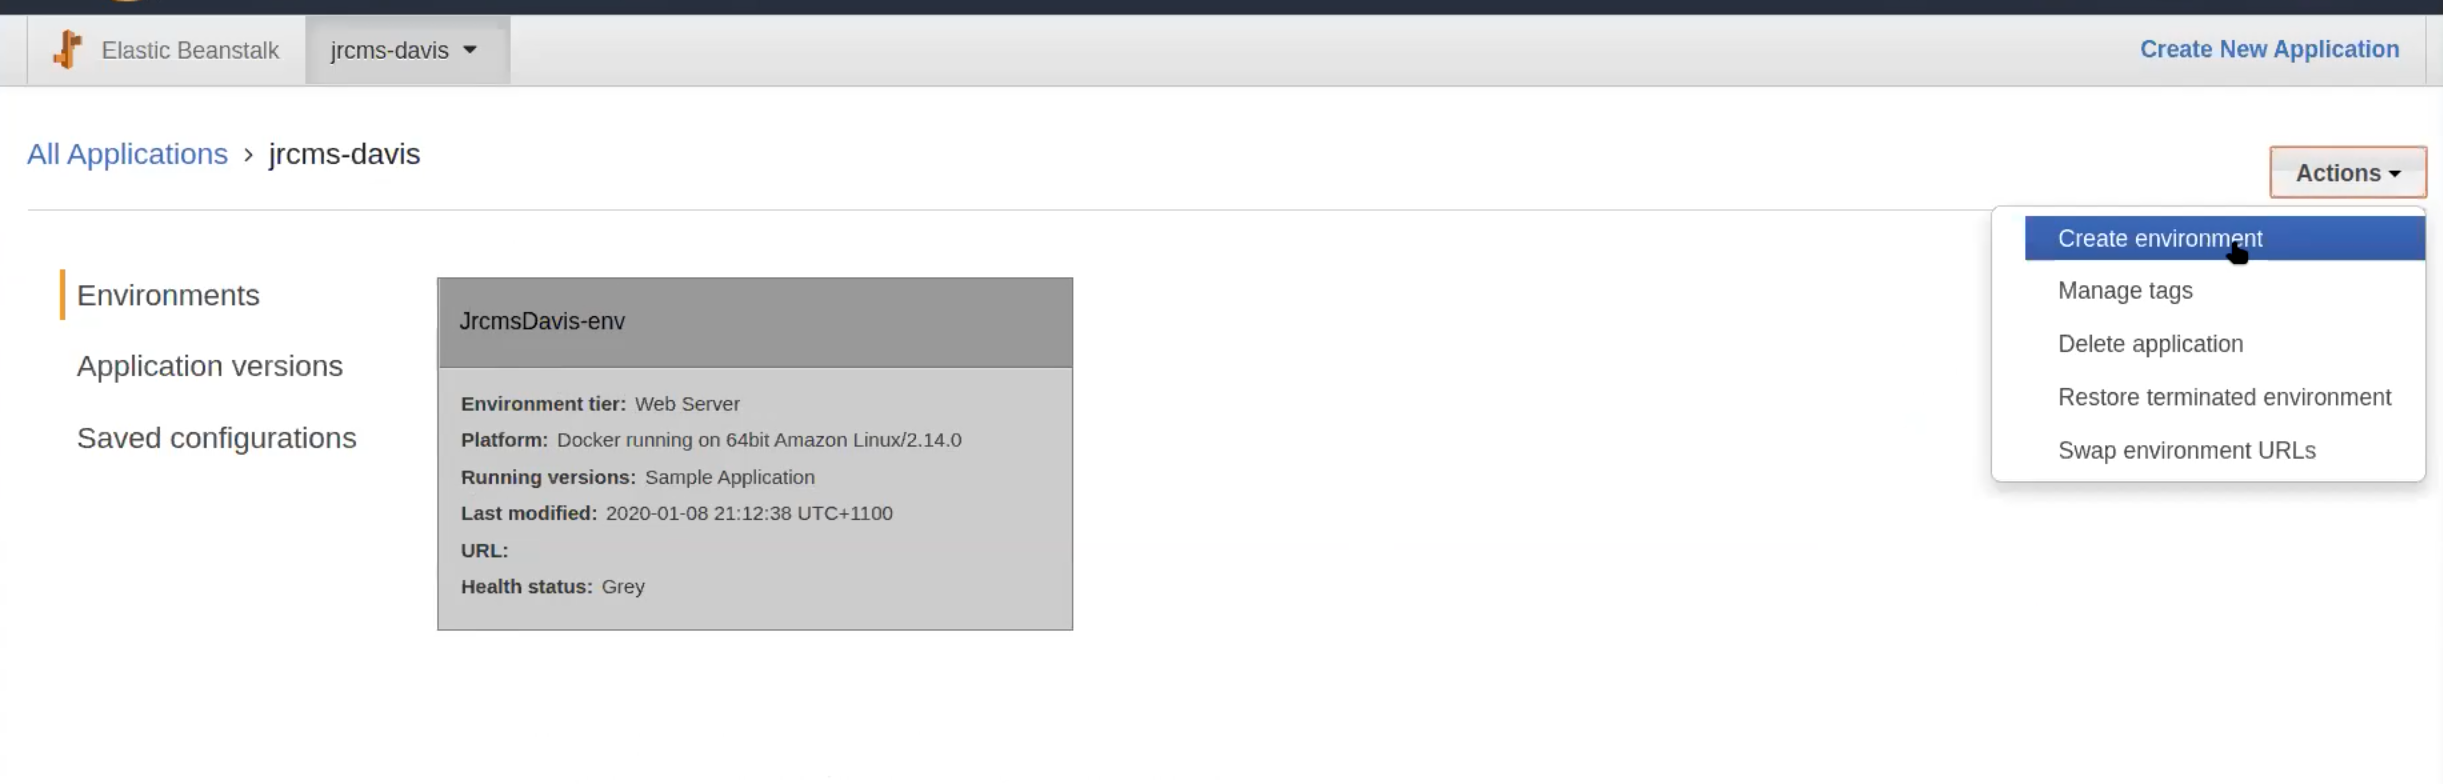 Elastic Beanstalk
jrcms-davis
Create New Application
All Applications › jrcms-davis
Actions
Create environment
Manage tags
Delete application
Restore terminated environment
Swap environment URLs
Environments
Application versions
Saved configurations
JrcmsDavis-env
Environment tier: Web Server
Platform: Docker running on 64bit Amazon Linux/2.14.0
Running versions: Sample Application
Last modified: 2020-01-08 21:12:38 UTC+1100
URL:
Health status: Grey